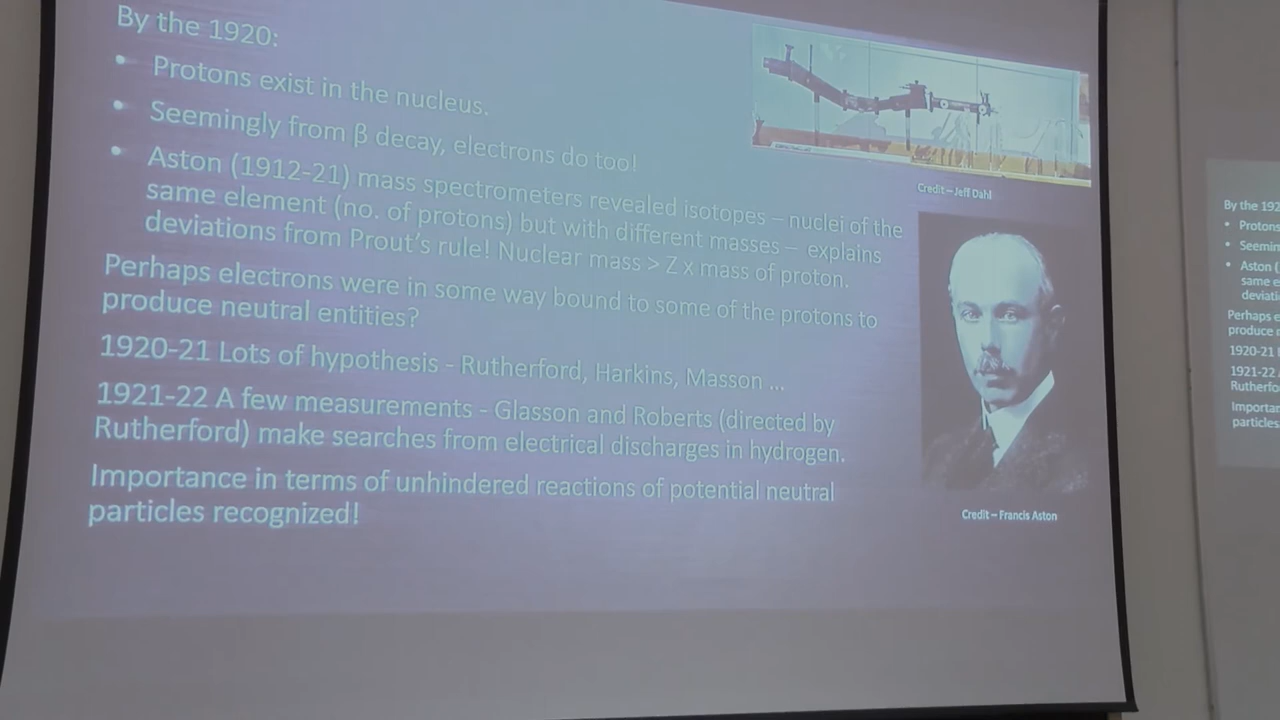 By the 1920:
• Protons exist in the nucleus.
• Seemingly from β decay, electrons do too!
• Aston (1912-21) mass spectrometers revealed isotopes – nuclei of the
same element (no. of protons) but with different masses – explains
deviations from Prout's rule! Nuclear mass > Z x mass of proton.
Perhaps electrons were in some way bound to some of the protons to
produce neutral entities?
1920-21 Lots of hypothesis - Rutherford, Harkins, Masson ...
1921-22 A few measurements - Glasson and Roberts (directed by
Rutherford) make searches from electrical discharges in hydrogen.
Importance in terms of unhindered reactions of potential neutral
particles recognized!
Credit – Jeff Dahl
Credit – Francis Aston
By the 192
• Protons
• Seemin
• Aston (
same e
deviati
Perhaps e
produce n
1920-21 
1921-22 
Rutherfo
Importan
particles